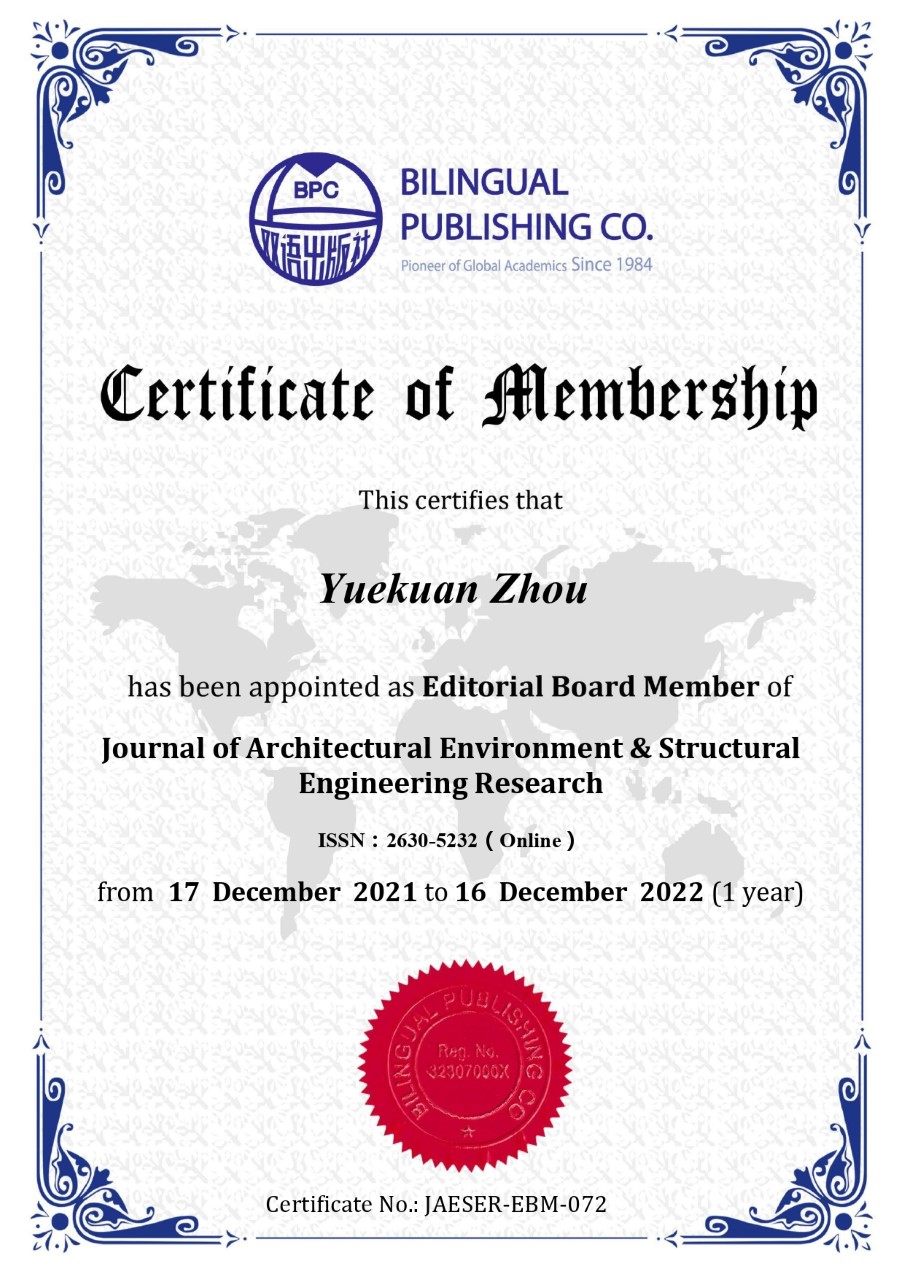 BPC
双语出版社
BILINGUAL
PUBLISHING CO.
Pioneer of Global Academics Since 1984
Certificate of Membership
This certifies that
Yuekuan Zhou
has been appointed as Editorial Board Member of
Journal of Architectural Environment & Structural
Engineering Research
ISSN：2630-5232（Online）
from 17 December 2021 to 16 December 2022 (1 year)
BILINGUAL PUBLISHING CO
Reg. No.
32307000X
Certificate No.: JAESER-EBM-072